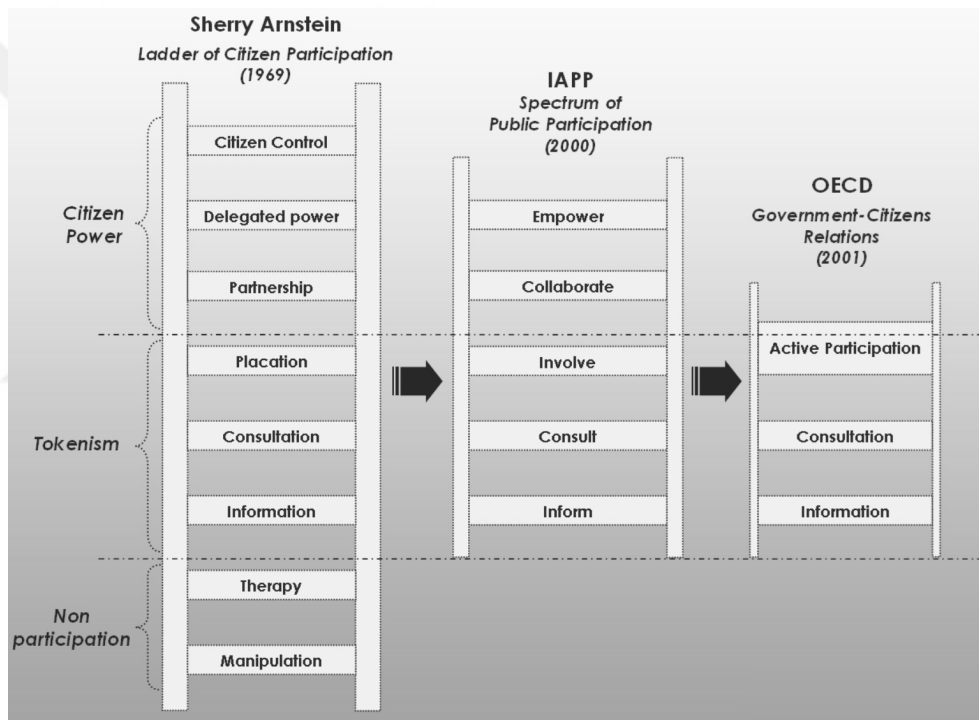 Sherry Arnstein
Ladder of Citizen Participation
(1969)
Citizen Control
Delegated power
Partnership
Placation
Consultation
Information
Therapy
Manipulation
Citizen
Power
Tokenism
Non
participation
IAPP
Spectrum of
Public Participation
(2000)
Empower
Collaborate
Involve
Consult
Inform
OECD
Government-Citizens
Relations
(2001)
Active Participation
Consultation
Information